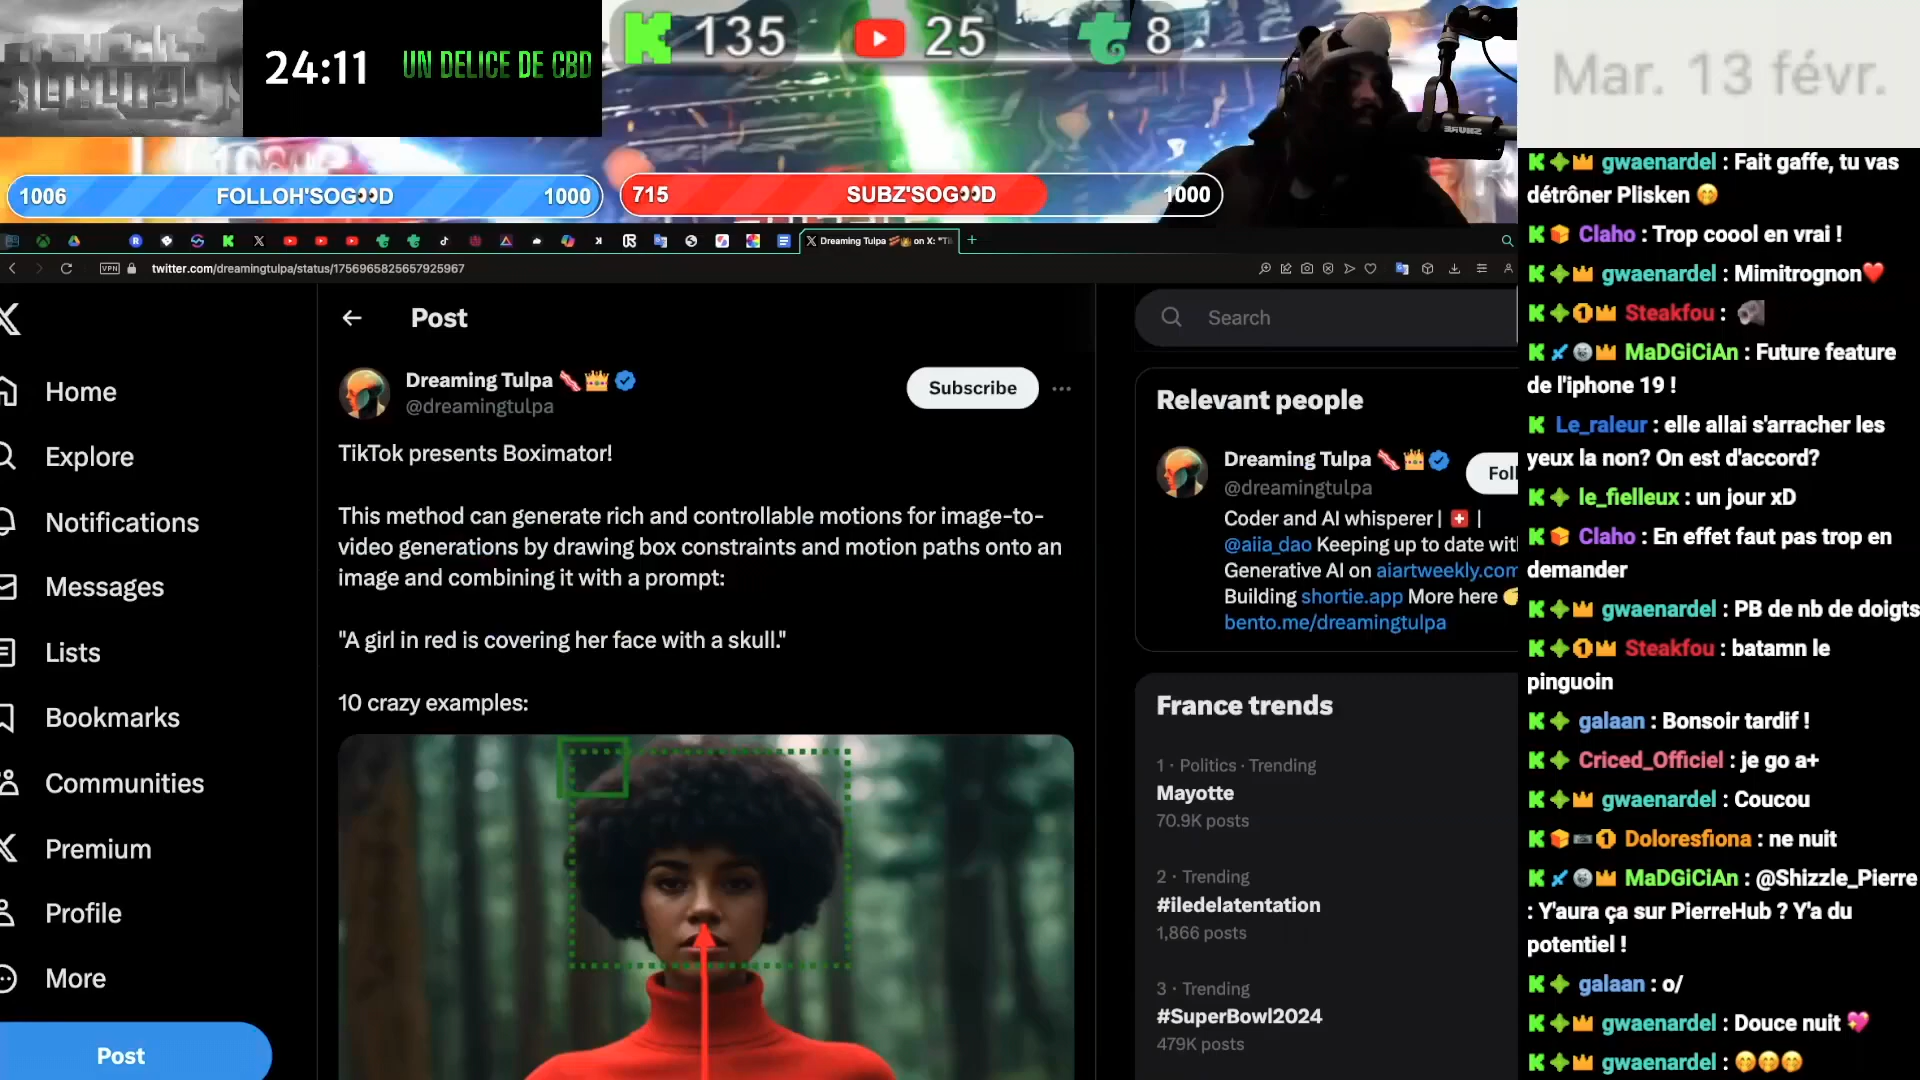 24:11
UN DELICE DE CBD
135
25
8
Mar. 13 févr.
1006
FOLLOH'SOG👀D
1000
715
SUBZ'SOG👀D
1000
Dreaming Tulpa 🥓👑 on X: "Ti
VPN
twitter.com/dreamingtulpa/status/1756965825657925967
Home
Explore
Notifications
Messages
Lists
Bookmarks
Communities
Premium
Profile
More
Post
Post
Dreaming Tulpa 🥓👑
@dreamingtulpa
Subscribe
TikTok presents Boximator!
This method can generate rich and controllable motions for image-to-
video generations by drawing box constraints and motion paths onto an
image and combining it with a prompt:
"A girl in red is covering her face with a skull."
10 crazy examples:
Search
Relevant people
Dreaming Tulpa 🥓👑
@dreamingtulpa
Foll
Coder and AI whisperer | 🇨🇭 |
@aiia_dao Keeping up to date with
Generative AI on aiartweekly.com
Building shortie.app More here 👉
bento.me/dreamingtulpa
France trends
1 · Politics · Trending
Mayotte
70.9K posts
2 · Trending
#iledelatentation
1,866 posts
3 · Trending
#SuperBowl2024
479K posts
gwaenardel : Fait gaffe, tu vas
détrôner Plisken 🤭
Claho : Trop coool en vrai !
gwaenardel : Mimitrognon❤️
Steakfou :
MaDGiCiAn : Future feature
de l'iphone 19 !
Le_raleur : elle allai s'arracher les
yeux la non? On est d'accord?
le_fielleux : un jour xD
Claho : En effet faut pas trop en
demander
gwaenardel : PB de nb de doigts
Steakfou : batamn le
pinguoin
galaan : Bonsoir tardif !
Criced_Officiel : je go a+
gwaenardel : Coucou
Doloresfiona : ne nuit
MaDGiCiAn : @Shizzle_Pierre
: Y'aura ça sur PierreHub ? Y'a du
potentiel !
galaan : o/
gwaenardel : Douce nuit 💖
gwaenardel : 🤭🤭🤭